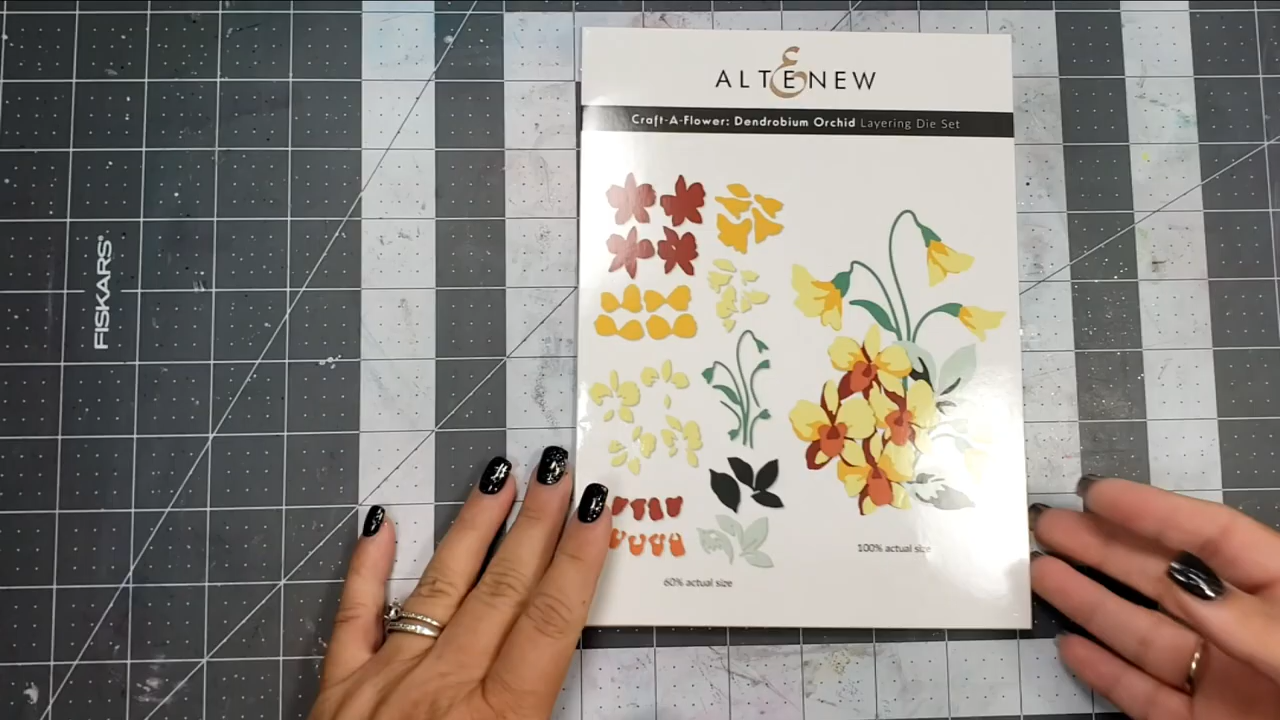 ALTENEW
Craft-A-Flower: Dendrobium Orchid Layering Die Set
60% actual size
100% actual size
FISKARS®